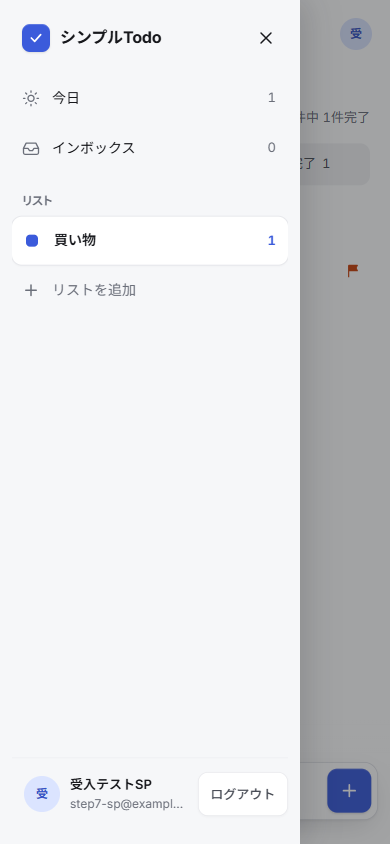 シンプルTodo
受
今日 1
件中 1件完了
インボックス 0
完了 1
リスト
買い物 1
リストを追加
受
受入テストSP
step7-sp@exampl...
ログアウト